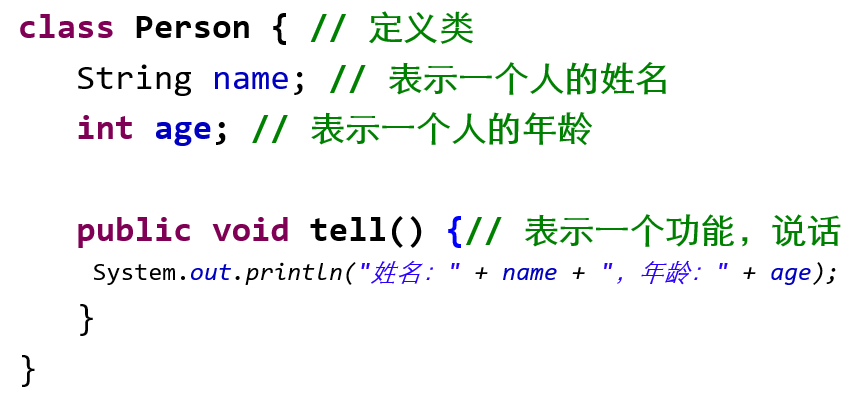 class Person { // 定义类
String name; // 表示一个人的姓名
int age; // 表示一个人的年龄
public void tell() {// 表示一个功能，说话
System.out.println("姓名：" + name + "，年龄：" + age);
}
}